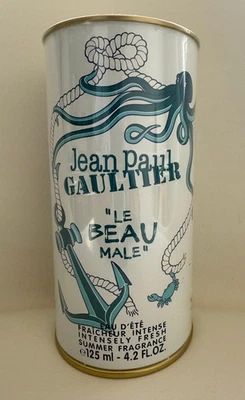 Jean Paul
GAULTIER
"LE
BEAU
MALE"
EAU D'ÉTÉ
FRAÎCHEUR INTENSE
INTENSELY FRESH
SUMMER FRAGRANCE
℮125 ml - 4.2 FL.OZ.